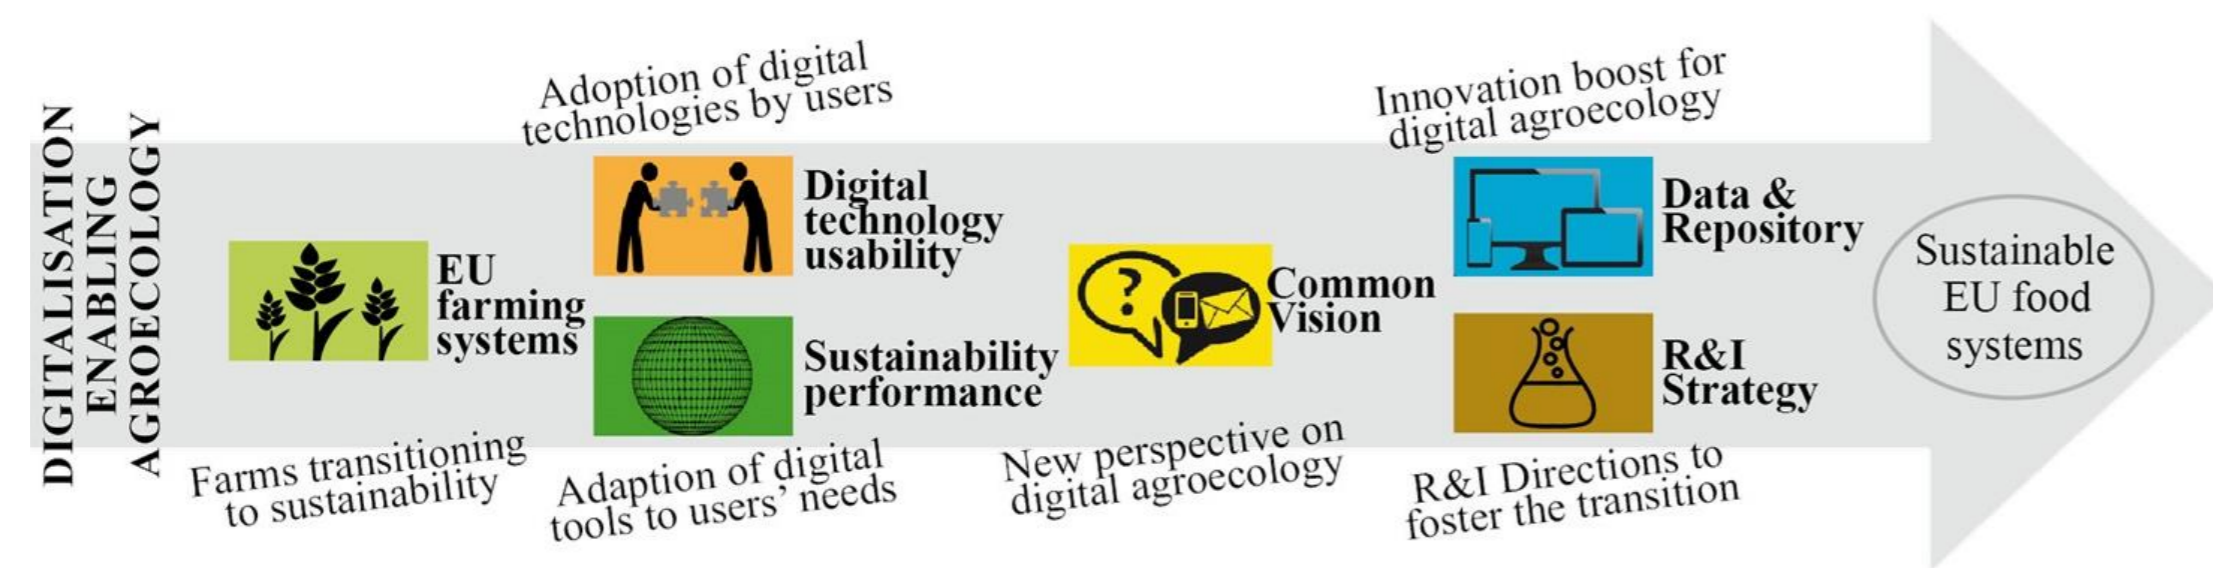 DIGITALISATION
ENABLING
AGROECOLOGY
Farms transitioning
to sustainability
EU
farming
systems
Adoption of digital
technologies by users
Digital
technology
usability
Sustainability
performance
Adaption of digital
tools to users’ needs
Common
Vision
New perspective on
digital agroecology
Innovation boost for
digital agroecology
Data &
Repository
R&I
Strategy
R&I Directions to
foster the transition
Sustainable
EU food
systems